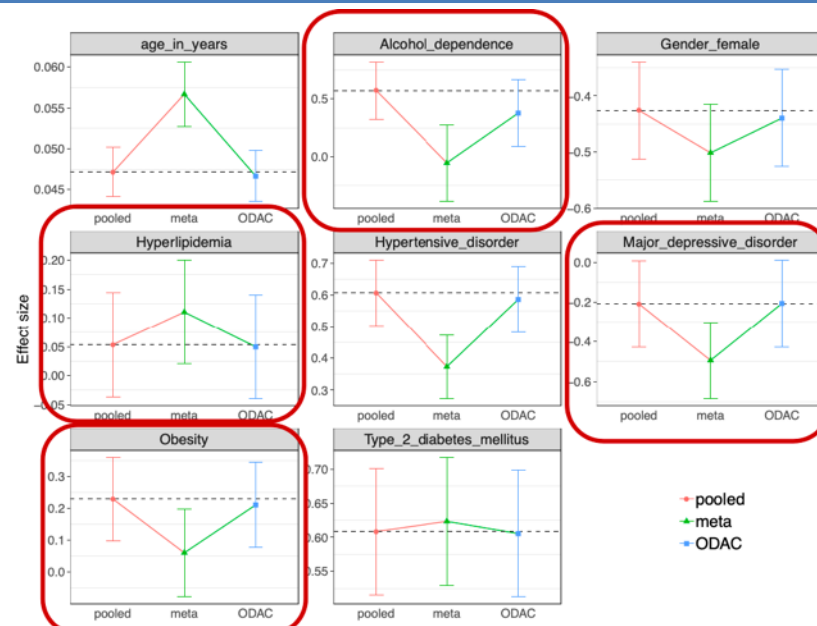 age_in_years
Alcohol_dependence
Gender_female
0.060
0.055
0.050
0.045
0.5
0.0
−0.4
−0.5
−0.6
pooled meta ODAC
pooled meta ODAC
pooled meta ODAC
Hyperlipidemia
Hypertensive_disorder
Major_depressive_disorder
Effect size
0.20
0.15
0.10
0.05
0.00
−0.05
0.7
0.6
0.5
0.4
0.3
0.0
−0.2
−0.4
−0.6
pooled meta ODAC
pooled meta ODAC
pooled meta ODAC
Obesity
Type_2_diabetes_mellitus
0.3
0.2
0.1
0.0
0.70
0.65
0.60
0.55
pooled meta ODAC
pooled meta ODAC
pooled
meta
ODAC